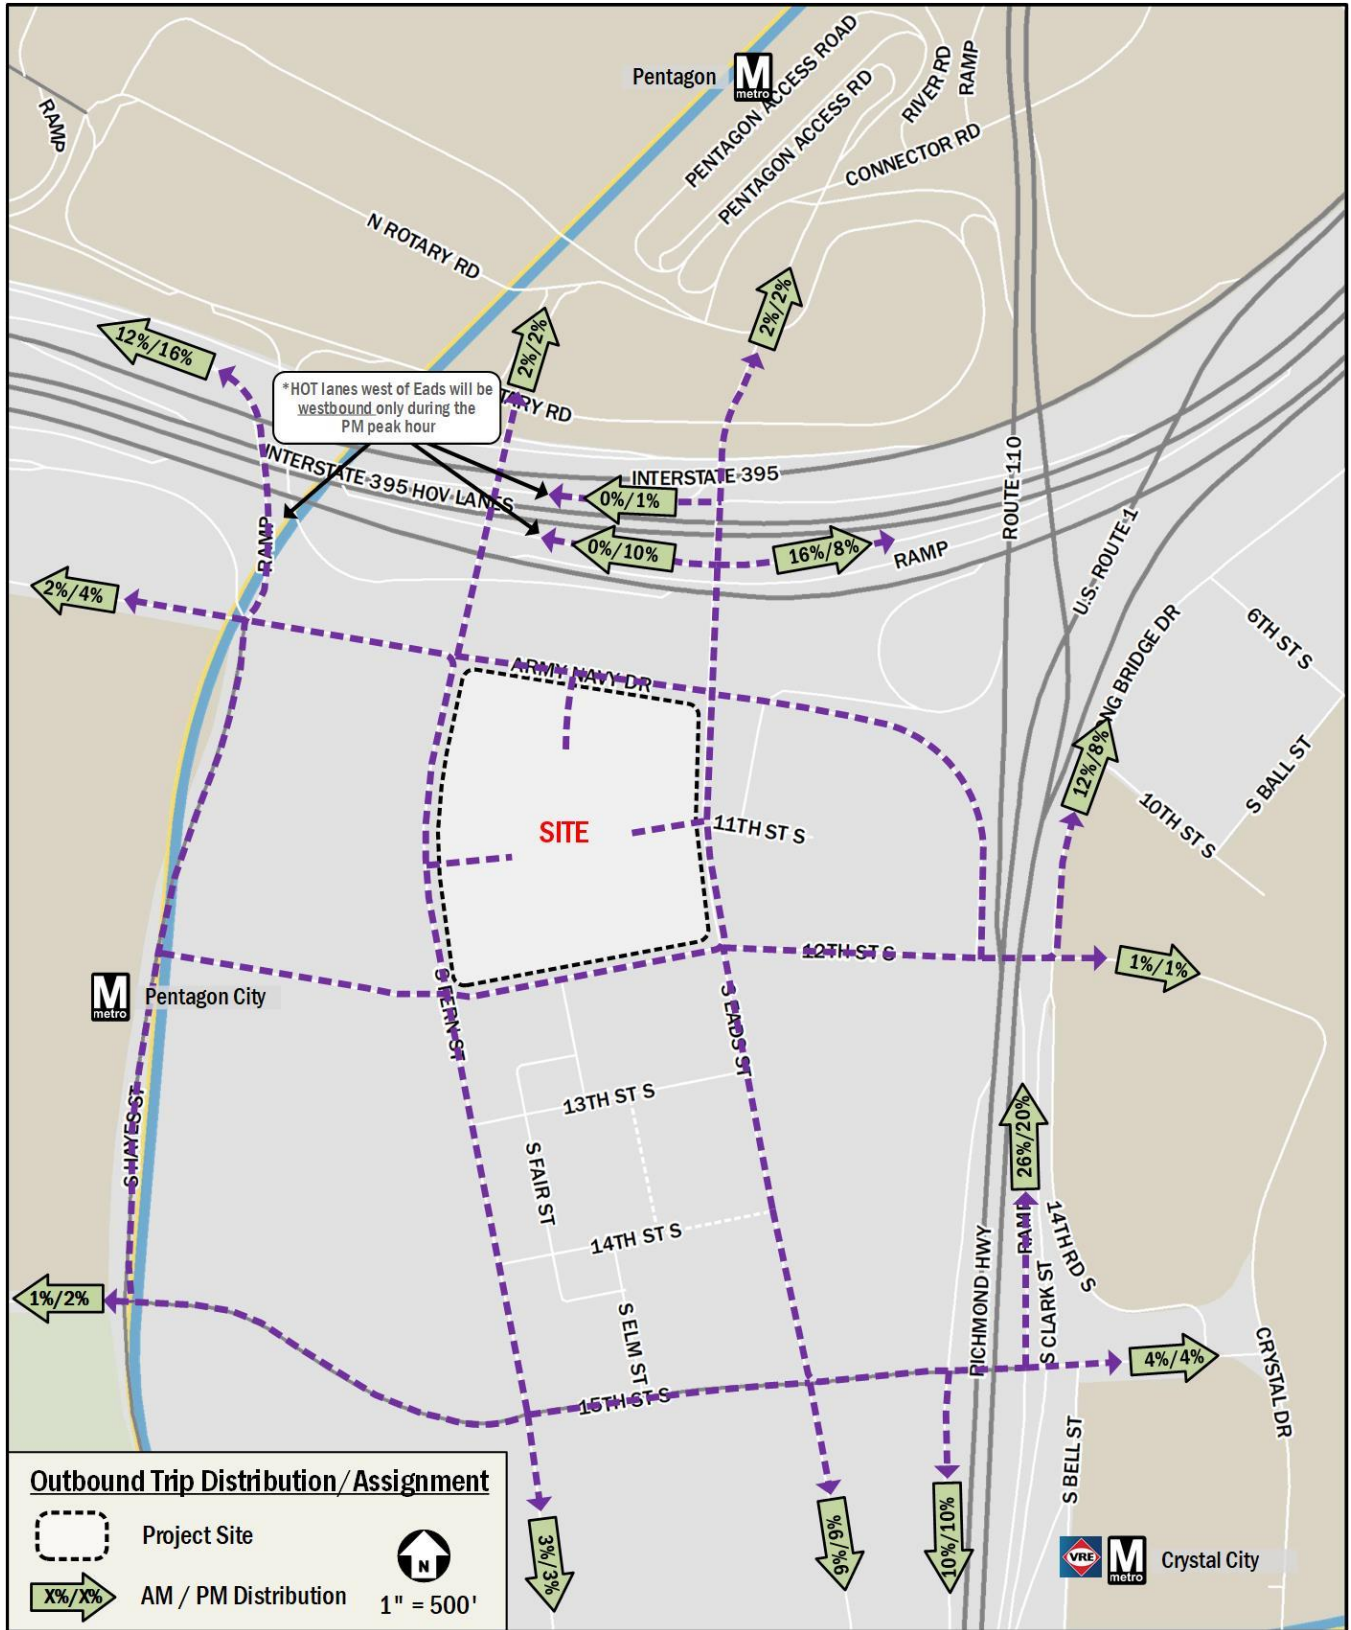 Pentagon
M
metro
PENTAGON ACCESS ROAD
PENTAGON ACCESS RD
RIVER RD
RAMP
CONNECTOR RD
RAMP
N ROTARY RD
2%/2%
2%/2%
12%/16%
*HOT lanes west of Eads will be
westbound only during the
PM peak hour
TARY RD
INTERSTATE 395
INTERSTATE 395 HOV LANES
0%/1%
0%/10%
16%/8%
RAMP
RAMP
ROUTE 110
U.S. ROUTE 1
2%/4%
ARMY NAVY DR
6TH ST S
NG BRIDGE DR
12%/8%
S BALL ST
10TH ST S
SITE
11TH ST S
12TH ST S
1%/1%
M
metro
Pentagon City
S FERN ST
S EADS ST
13TH ST S
S HAYES ST
S FAIR ST
14TH ST S
26%/20%
RAMP
14TH RD S
RICHMOND HWY
S CLARK ST
1%/2%
S ELM ST
15TH ST S
4%/4%
CRYSTAL DR
S BELL ST
3%/3%
9%/9%
10%/10%
VRE
M
metro
Crystal City
Outbound Trip Distribution/Assignment
Project Site
N
X%/X%
AM / PM Distribution
1" = 500'